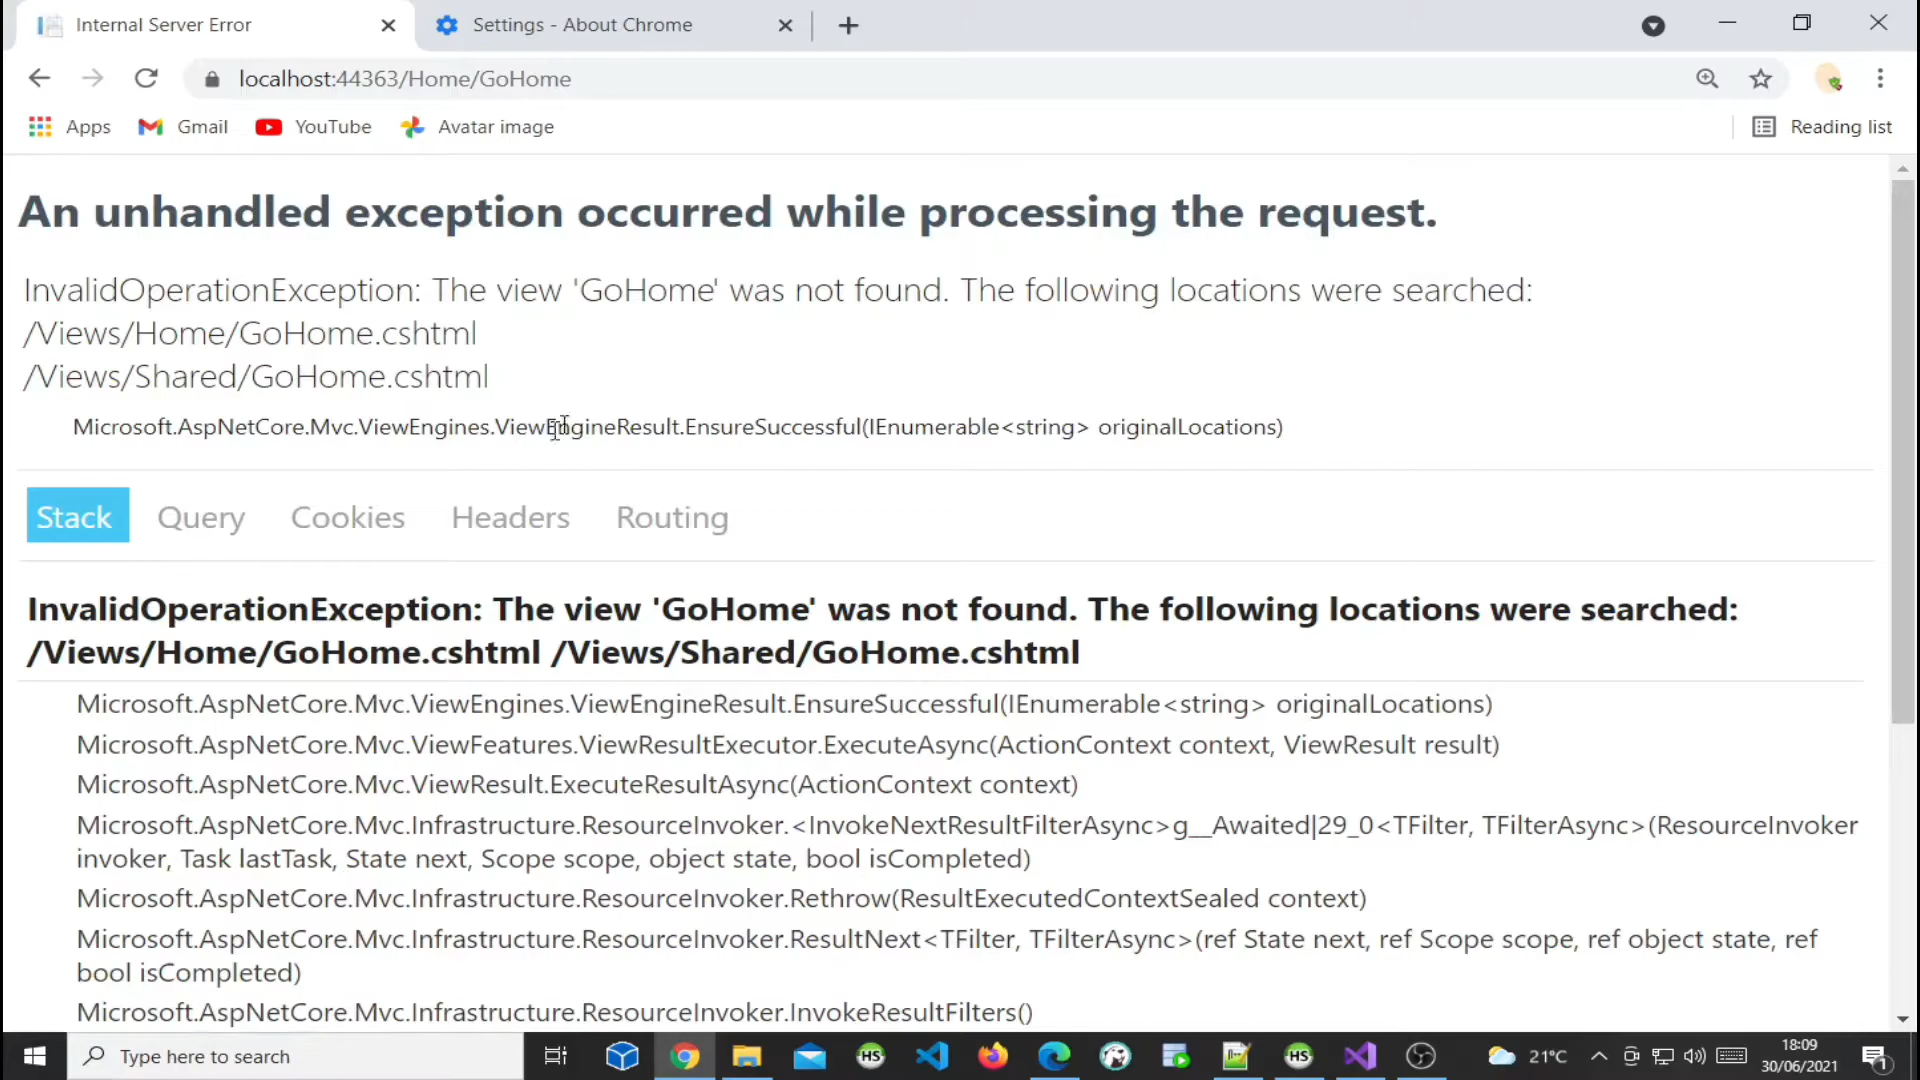 Internal Server Error
Settings - About Chrome
localhost:44363/Home/GoHome
Apps
Gmail
YouTube
Avatar image
Reading list
An unhandled exception occurred while processing the request.
InvalidOperationException: The view 'GoHome' was not found. The following locations were searched:
/Views/Home/GoHome.cshtml
/Views/Shared/GoHome.cshtml
Microsoft.AspNetCore.Mvc.ViewEngines.ViewEngineResult.EnsureSuccessful(IEnumerable<string> originalLocations)
Stack
Query
Cookies
Headers
Routing
InvalidOperationException: The view 'GoHome' was not found. The following locations were searched:
/Views/Home/GoHome.cshtml /Views/Shared/GoHome.cshtml
Microsoft.AspNetCore.Mvc.ViewEngines.ViewEngineResult.EnsureSuccessful(IEnumerable<string> originalLocations)
Microsoft.AspNetCore.Mvc.ViewFeatures.ViewResultExecutor.ExecuteAsync(ActionContext context, ViewResult result)
Microsoft.AspNetCore.Mvc.ViewResult.ExecuteResultAsync(ActionContext context)
Microsoft.AspNetCore.Mvc.Infrastructure.ResourceInvoker.<InvokeNextResultFilterAsync>g__Awaited|29_0<TFilter, TFilterAsync>(ResourceInvoker
invoker, Task lastTask, State next, Scope scope, object state, bool isCompleted)
Microsoft.AspNetCore.Mvc.Infrastructure.ResourceInvoker.Rethrow(ResultExecutedContextSealed context)
Microsoft.AspNetCore.Mvc.Infrastructure.ResourceInvoker.ResultNext<TFilter, TFilterAsync>(ref State next, ref Scope scope, ref object state, ref
bool isCompleted)
Microsoft.AspNetCore.Mvc.Infrastructure.ResourceInvoker.InvokeResultFilters()
Type here to search
HS
HS
21°C
18:09
30/06/2021
1